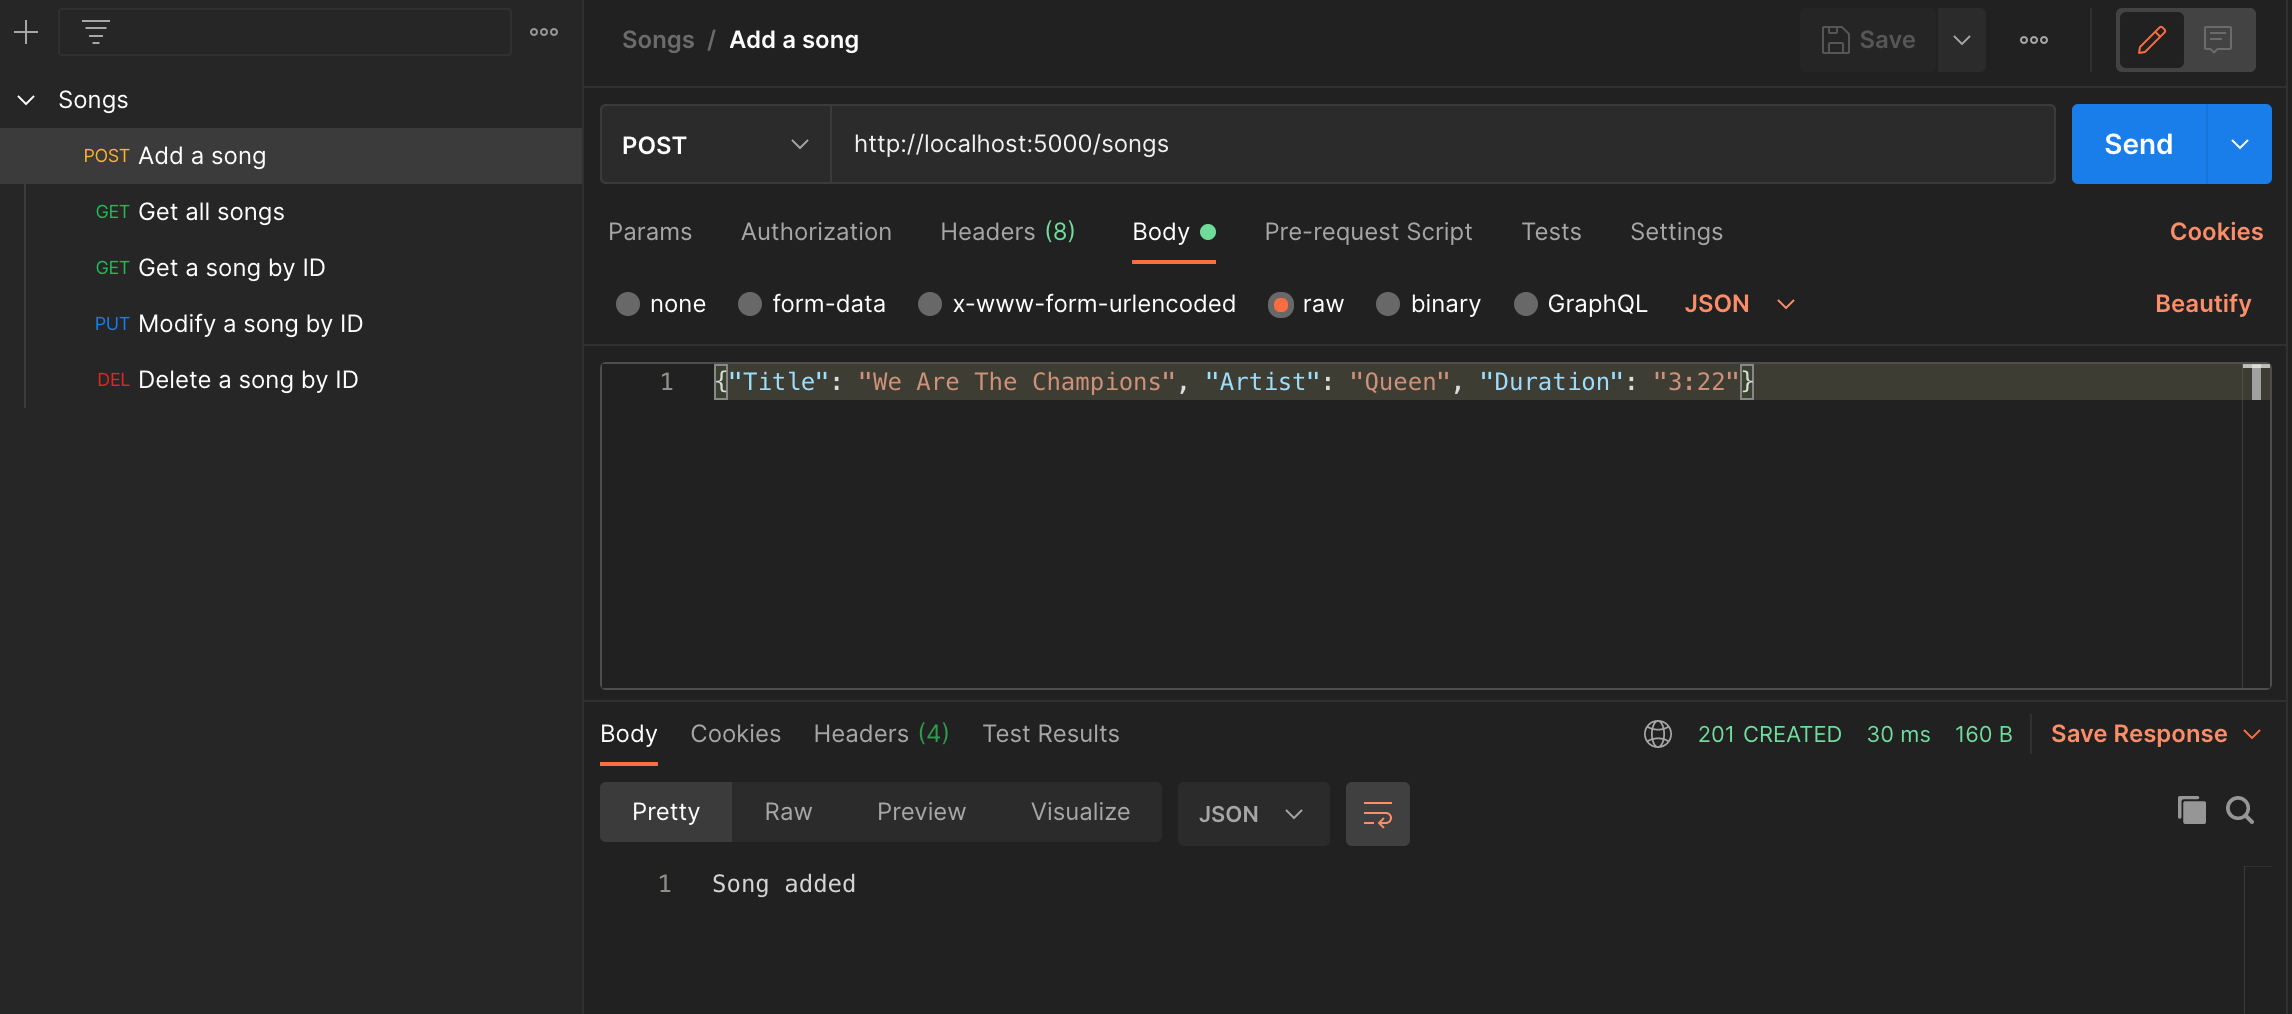 Songs
POST Add a song
GET Get all songs
GET Get a song by ID
PUT Modify a song by ID
DEL Delete a song by ID
Songs / Add a song
Save
POST http://localhost:5000/songs Send
Params Authorization Headers (8) Body Pre-request Script Tests Settings Cookies
none form-data x-www-form-urlencoded raw binary GraphQL JSON Beautify
1 {"Title": "We Are The Champions", "Artist": "Queen", "Duration": "3:22"}
Body Cookies Headers (4) Test Results 201 CREATED 30 ms 160 B Save Response
Pretty Raw Preview Visualize JSON
1 Song added